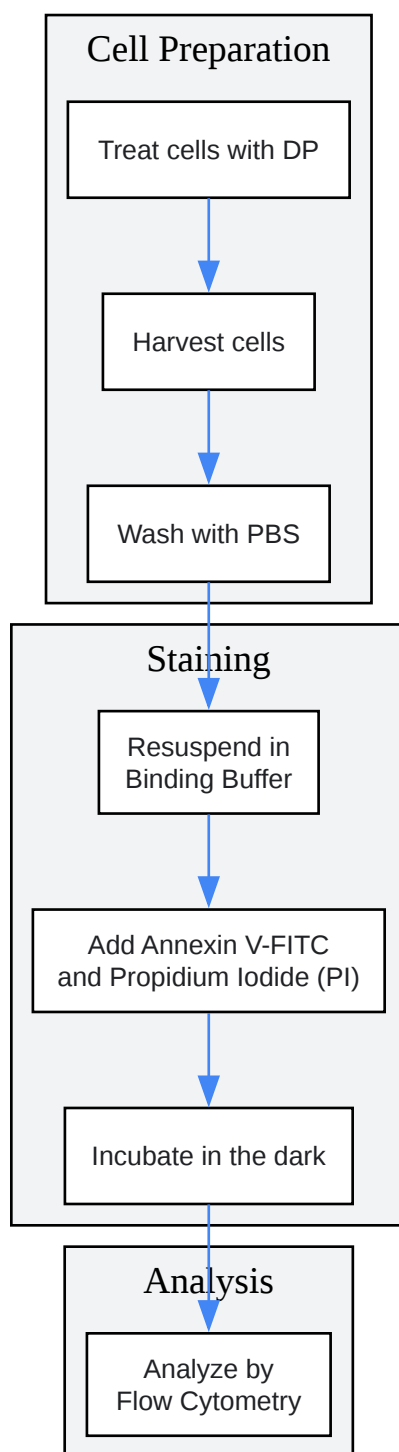 Cell Preparation
Treat cells with DP
Harvest cells
Wash with PBS
Staining
Resuspend in
Binding Buffer
Add Annexin V-FITC
and Propidium Iodide (PI)
Incubate in the dark
Analysis
Analyze by
Flow Cytometry